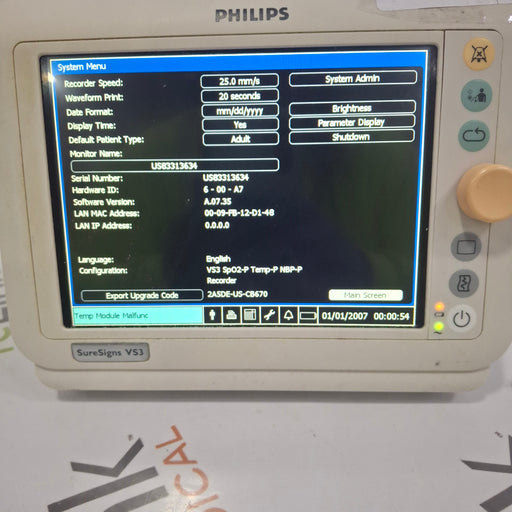 PHILIPS
System Menu
Recorder Speed: 25.0 mm/s System Admin
Waveform Print: 20 seconds
Date Format: mm/dd/yyyy Brightness
Display Time: Yes Parameter Display
Default Patient Type: Adult Shutdown
Monitor Name:
US83313634
Serial Number: US83313634
Hardware ID: 6 - 00 - A7
Software Version: A.07.35
LAN MAC Address: 00-09-FB-12-D1-48
LAN IP Address: 0.0.0.0
Language: English
Configuration: VS3 SpO2-P Temp-P NBP-P
Recorder
Export Upgrade Code 2A5DE-US-CB670 Main Screen
Temp Module Malfunc 01/01/2007 00:00:54
SureSigns VS3
ICAL